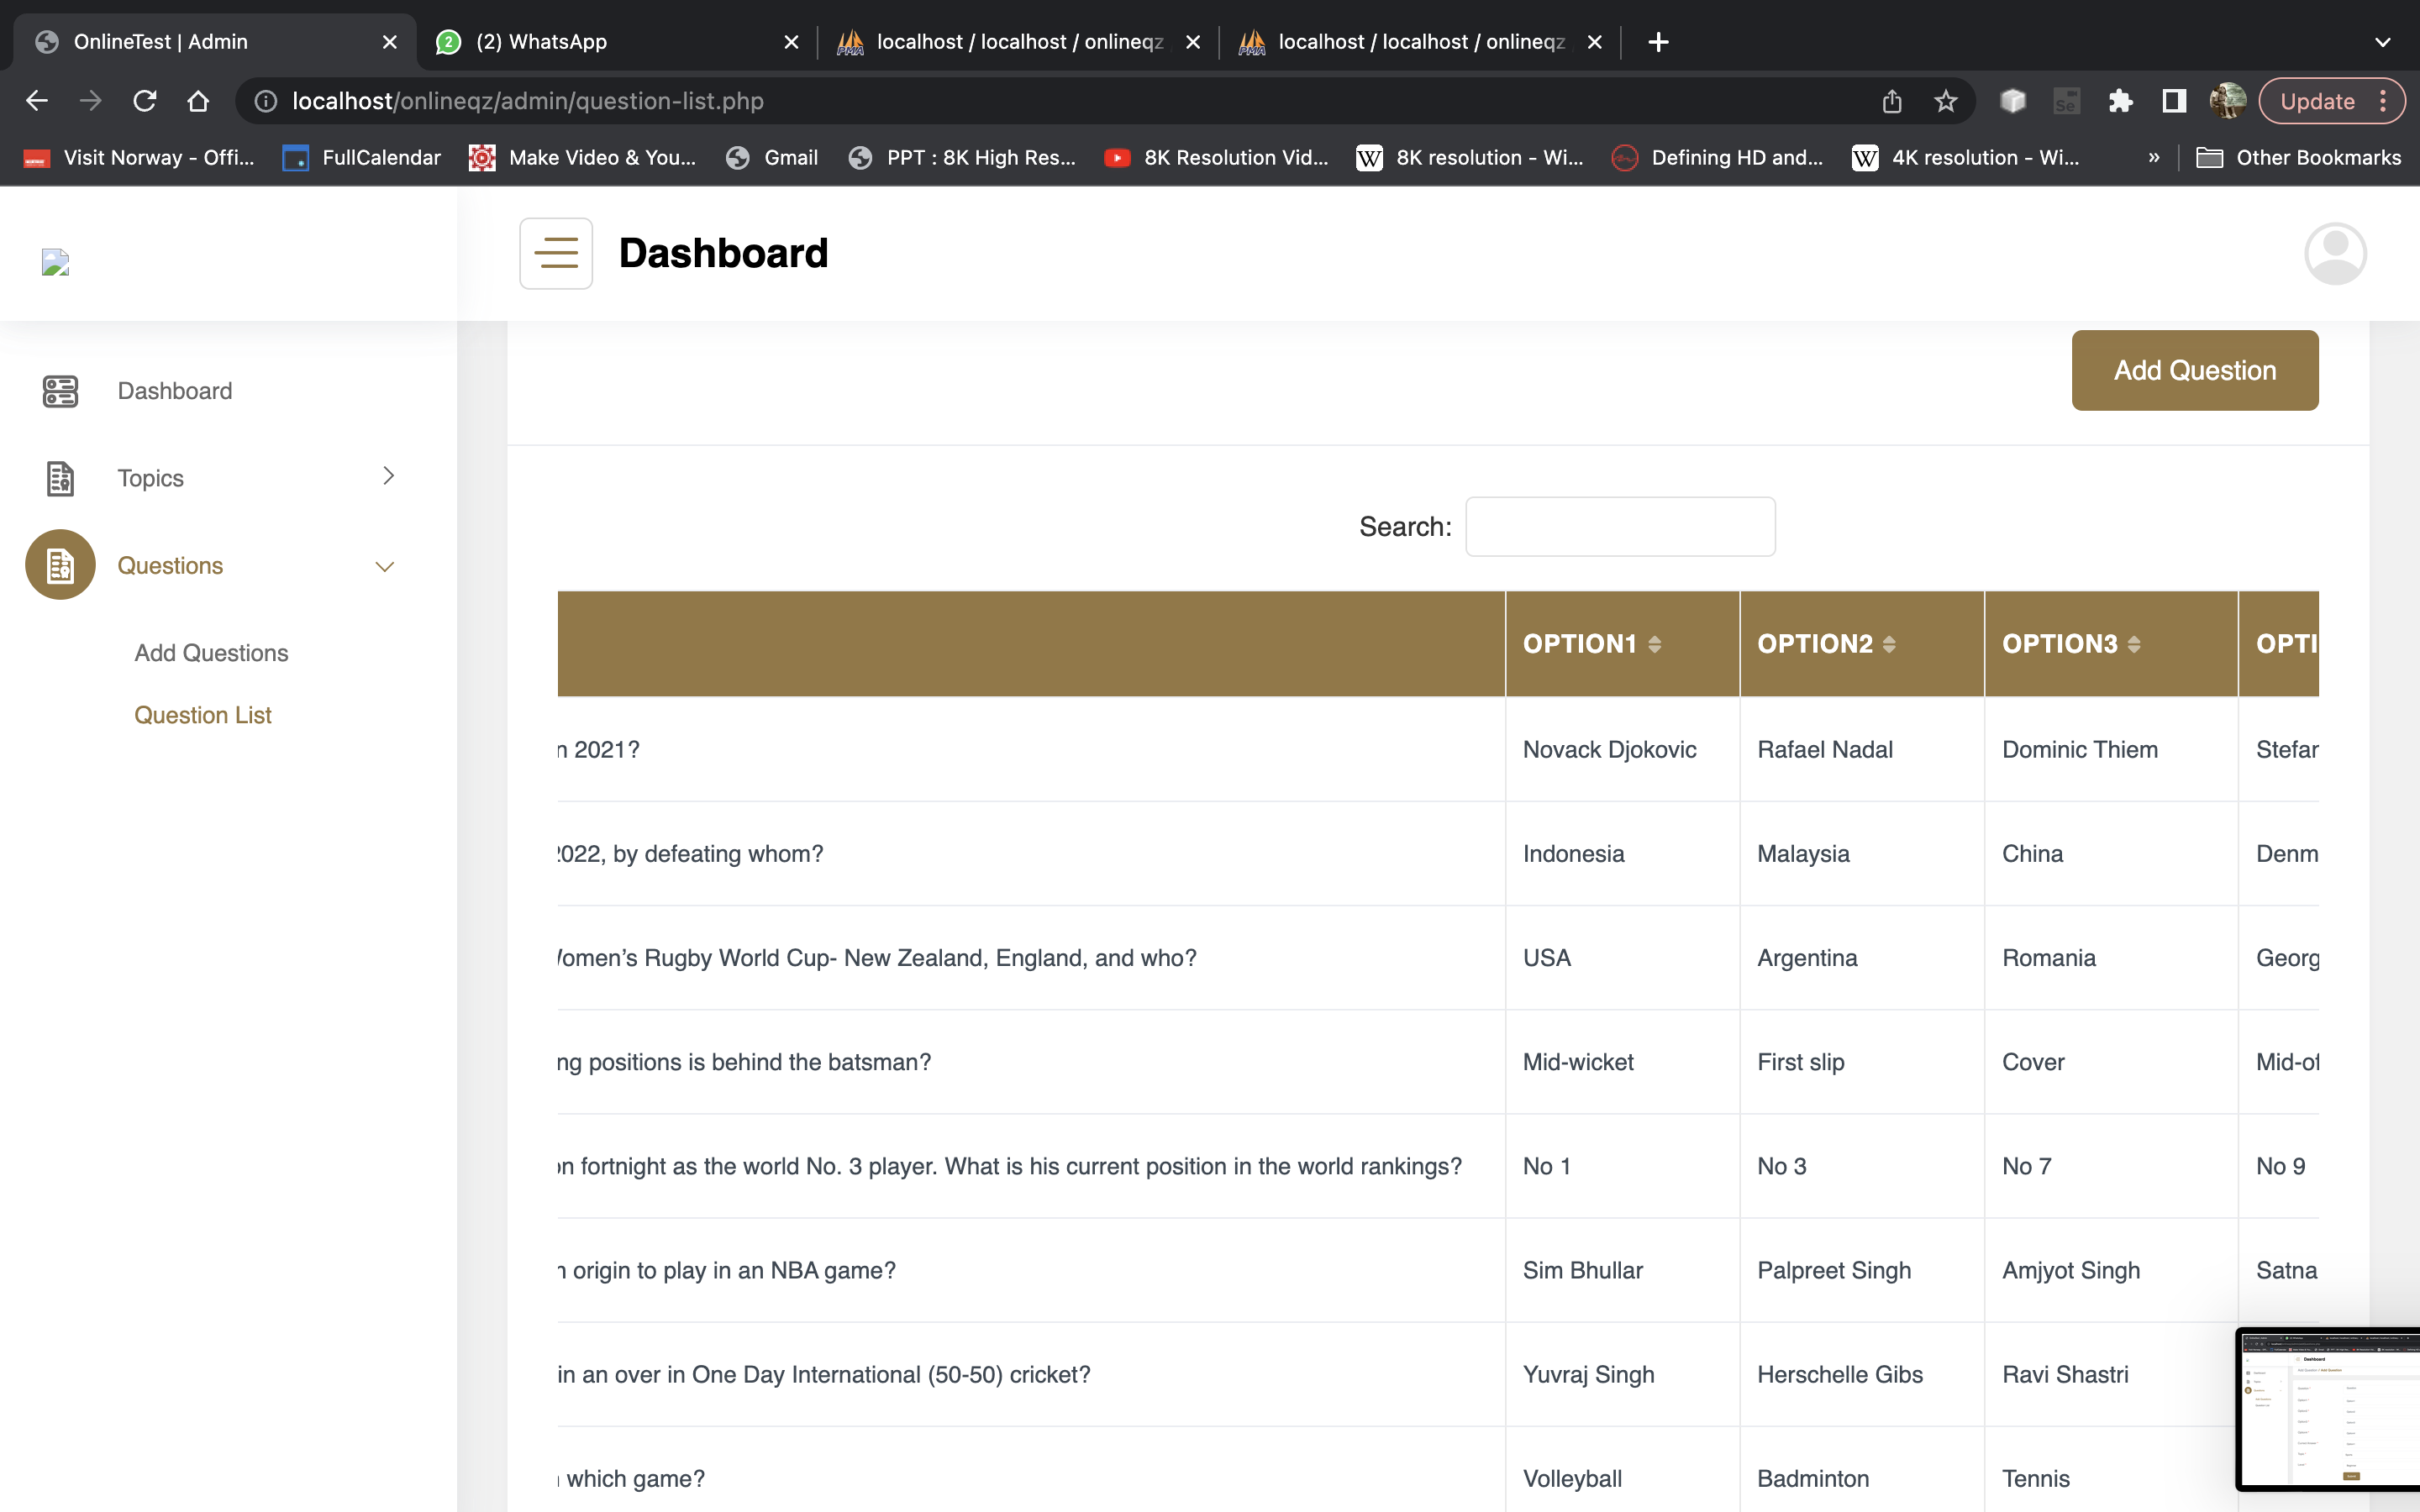 OnlineTest | Admin
(2) WhatsApp
localhost / localhost / onlineqz
localhost / localhost / onlineqz
localhost/onlineqz/admin/question-list.php
Update
Visit Norway - Offi...
FullCalendar
Make Video & You...
Gmail
PPT : 8K High Res...
8K Resolution Vid...
8K resolution - Wi...
Defining HD and...
4K resolution - Wi...
»
Other Bookmarks
Dashboard
Dashboard
Topics
Questions
Add Questions
Question List
Add Question
Search:
OPTION1 OPTION2 OPTION3 OPTI
n 2021? Novack Djokovic Rafael Nadal Dominic Thiem Stefar
2022, by defeating whom? Indonesia Malaysia China Denm
Women’s Rugby World Cup- New Zealand, England, and who? USA Argentina Romania Georg
ng positions is behind the batsman? Mid-wicket First slip Cover Mid-of
on fortnight as the world No. 3 player. What is his current position in the world rankings? No 1 No 3 No 7 No 9
n origin to play in an NBA game? Sim Bhullar Palpreet Singh Amjyot Singh Satna
in an over in One Day International (50-50) cricket? Yuvraj Singh Herschelle Gibs Ravi Shastri
which game? Volleyball Badminton Tennis